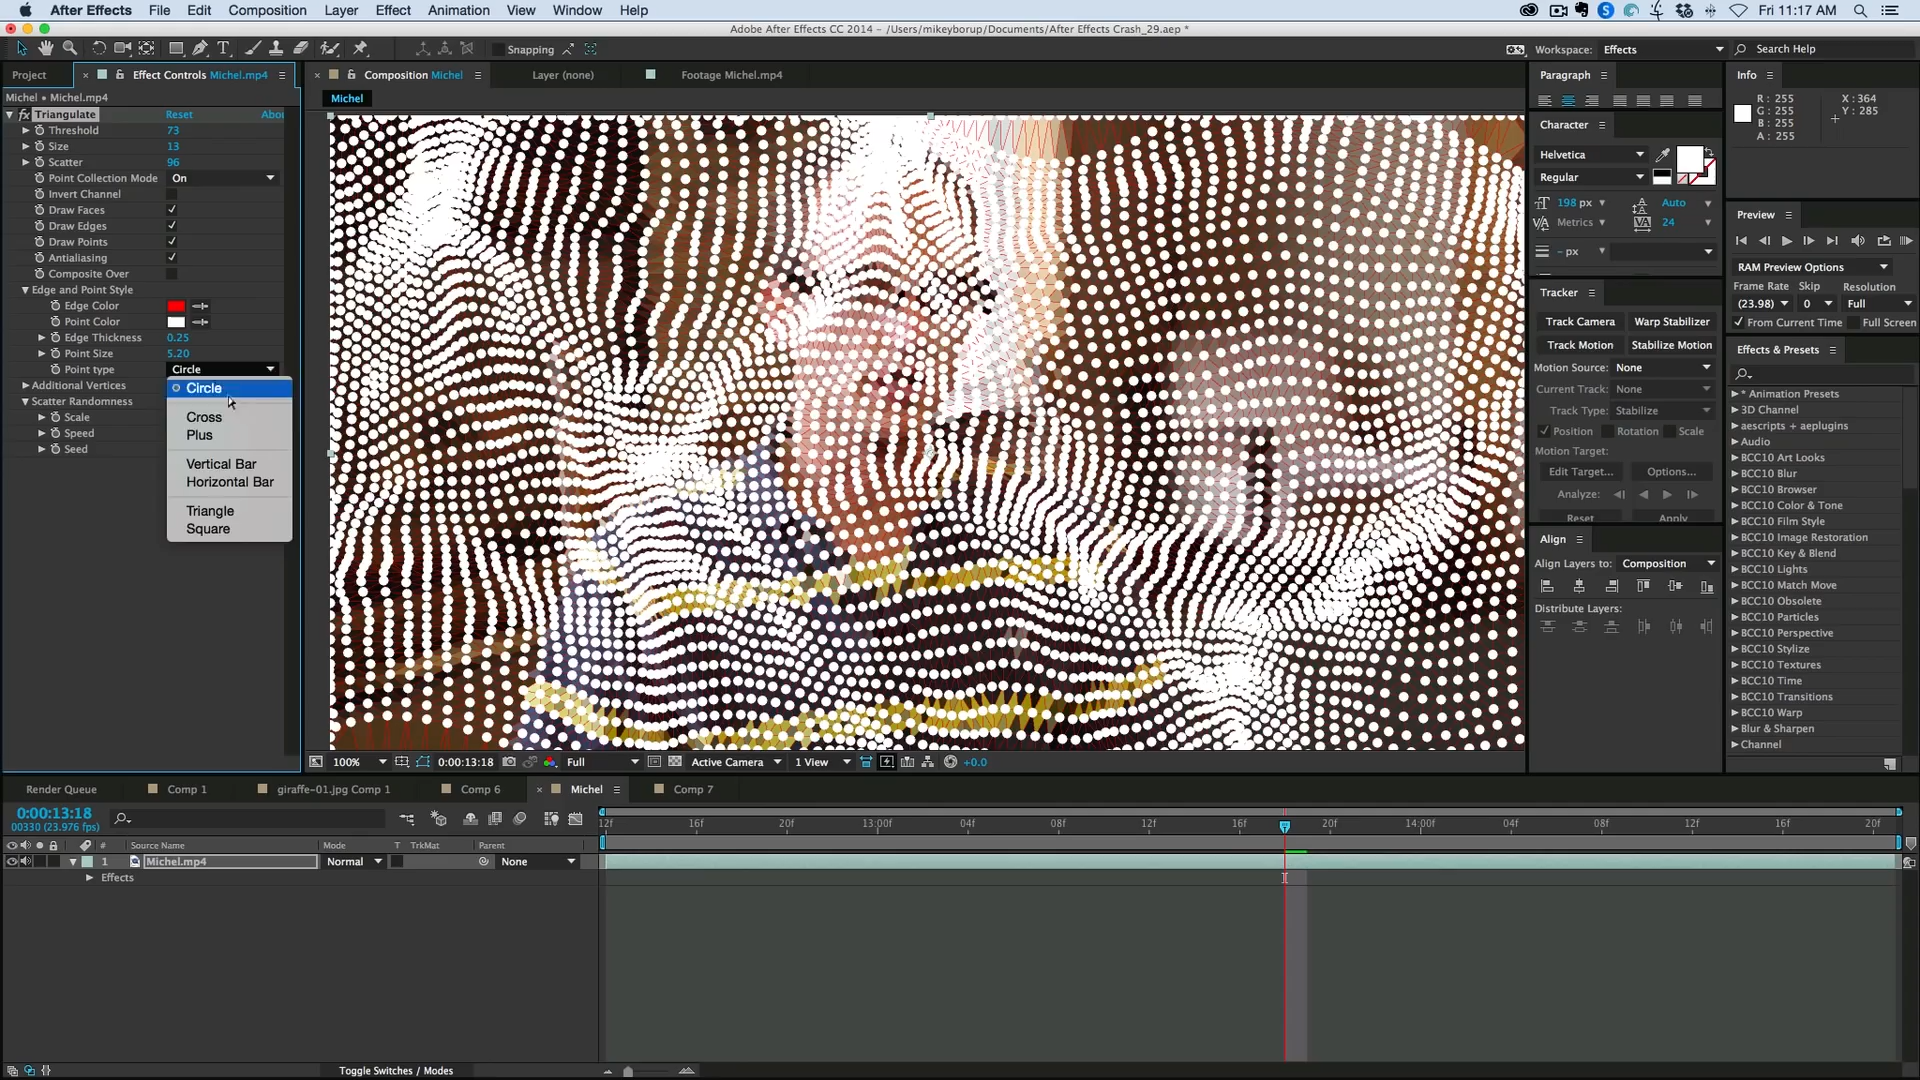 After Effects File Edit Composition Layer Effect Animation View Window Help Fri 11:17 AM
Adobe After Effects CC 2014 - /Users/mikeyborup/Documents/After Effects Crash_29.aep *
Snapping Workspace: Effects Search Help
Project Effect Controls Michel.mp4 Composition Michel Layer (none) Footage Michel.mp4
Michel • Michel.mp4
Michel
Triangulate Reset Abou
Threshold 73
Size 13
Scatter 96
Point Collection Mode On
Invert Channel
Draw Faces
Draw Edges
Draw Points
Antialiasing
Composite Over
Edge and Point Style
Edge Color
Point Color
Edge Thickness 0.25
Point Size 5.20
Point type Circle
Additional Vertices
Scatter Randomness
Scale
Speed
Seed
Circle
Cross
Plus
Vertical Bar
Horizontal Bar
Triangle
Square
100% 0:00:13:18 Full Active Camera 1 View +0.0
Paragraph
Character
Helvetica
Regular
198 px Auto
Metrics 24
- px
Tracker
Track Camera Warp Stabilizer
Track Motion Stabilize Motion
Motion Source: None
Current Track: None
Track Type: Stabilize
Position Rotation Scale
Motion Target:
Edit Target... Options...
Analyze:
Reset Apply
Align
Align Layers to: Composition
Distribute Layers:
Info
R : 255 X : 364
G : 255 Y : 285
B : 255
A : 255
Preview
RAM Preview Options
Frame Rate Skip Resolution
(23.98) 0 Full
From Current Time Full Screen
Effects & Presets
* Animation Presets
3D Channel
aescripts + aeplugins
Audio
BCC10 Art Looks
BCC10 Blur
BCC10 Browser
BCC10 Color & Tone
BCC10 Film Style
BCC10 Image Restoration
BCC10 Key & Blend
BCC10 Lights
BCC10 Match Move
BCC10 Obsolete
BCC10 Particles
BCC10 Perspective
BCC10 Stylize
BCC10 Textures
BCC10 Time
BCC10 Transitions
BCC10 Warp
Blur & Sharpen
Channel
Render Queue Comp 1 giraffe-01.jpg Comp 1 Comp 6 Michel Comp 7
0:00:13:18
00330 (23.976 fps)
12f 16f 20f 13:00f 04f 08f 12f 16f 20f 14:00f 04f 08f 12f 16f 20f
# Source Name Mode T TrkMat Parent
1 Michel.mp4 Normal None
Effects
Toggle Switches / Modes